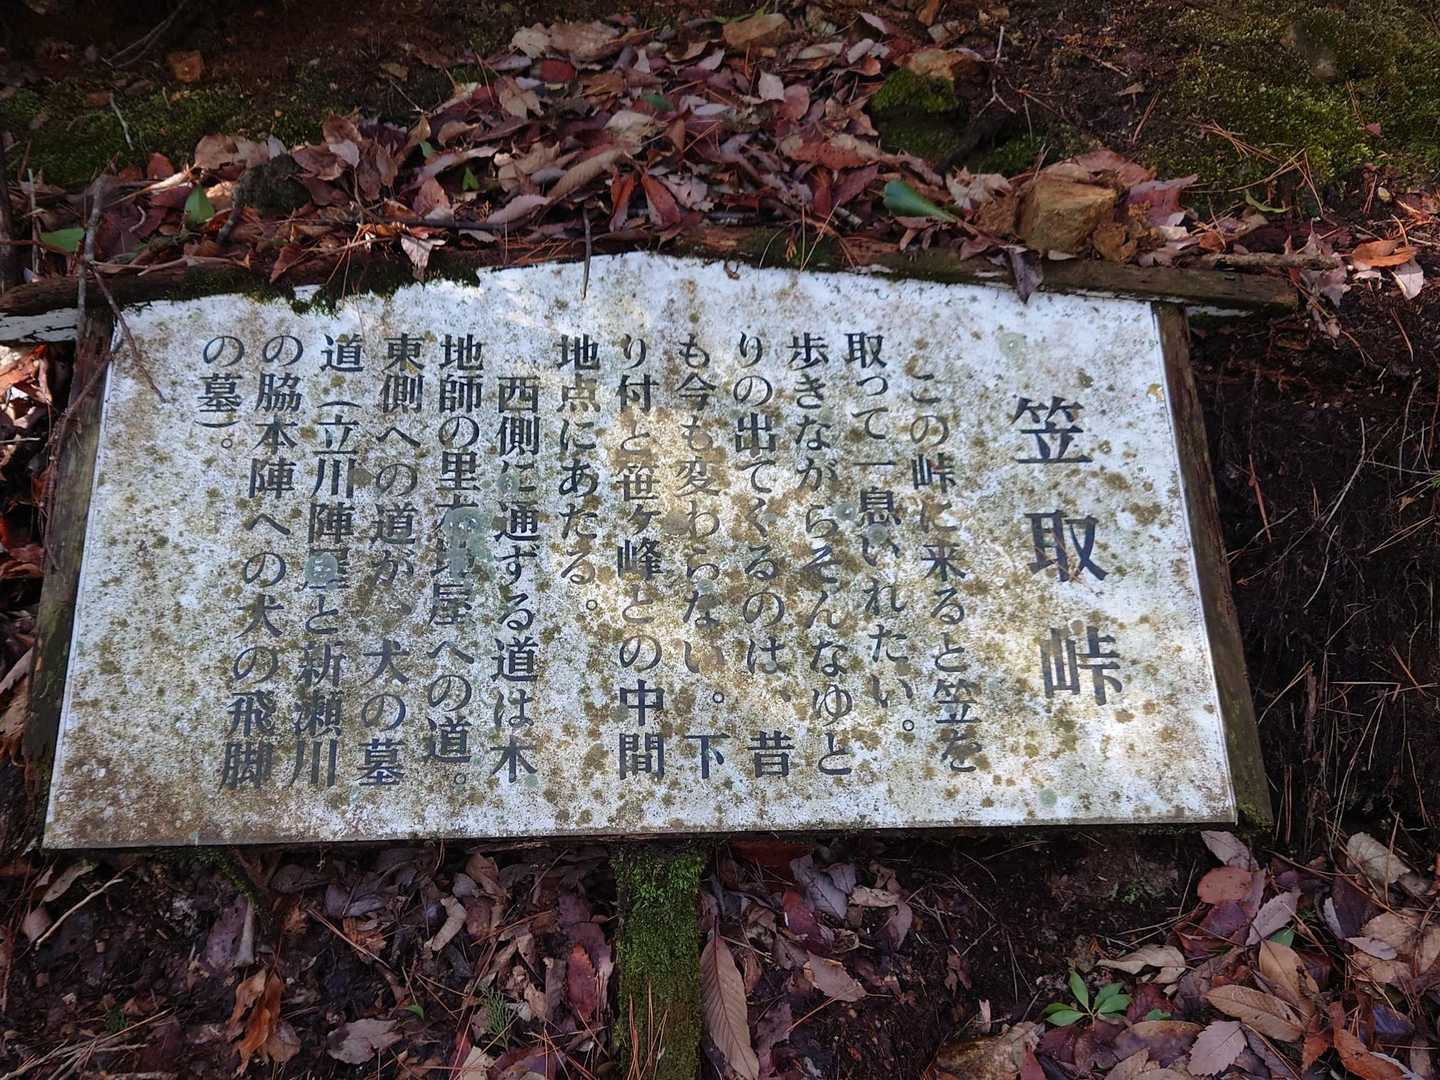 笠取峠
この峠に来ると笠を
取って一息いれたい。
歩きながらそんなゆと
りの出てくるのは、昔
も今も変わらない。下
り付と笹ヶ峰との中間
地点にあたる。
西側に通ずる道は木
地師の里木地屋への道。
東側への道が、犬の墓
道(立川陣屋と新瀬川
の脇本陣への犬の飛脚
の墓)。